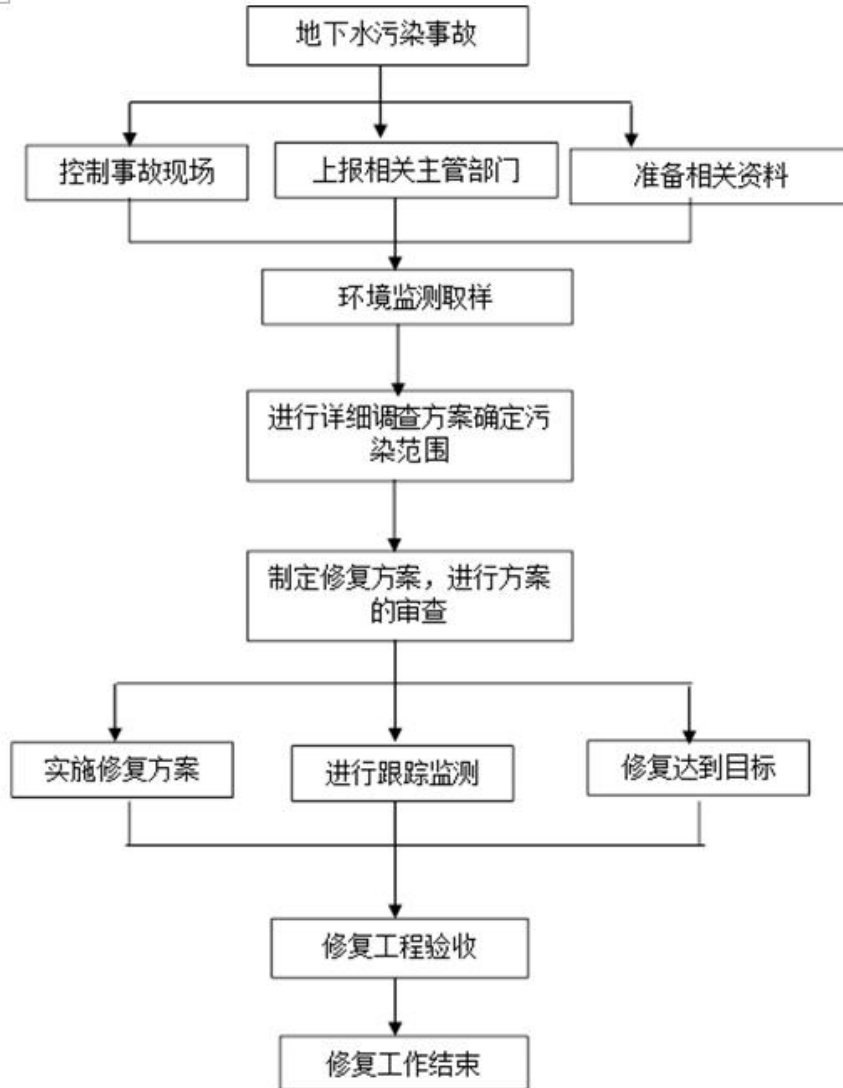 地下水污染事故
控制事故现场
上报相关主管部门
准备相关资料
环境监测取样
进行详细调查方案确定污
染范围
制定修复方案，进行方案
的审查
实施修复方案
进行跟踪监测
修复达到目标
修复工程验收
修复工作结束